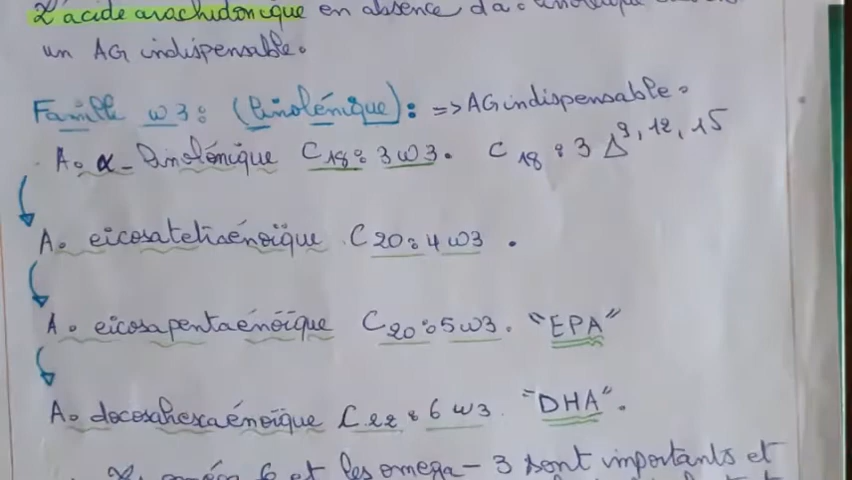 L'acide arachidonique en absence d'a.
un AG indispensable.
Famille ω3: (linolénique): => AG indispensable.
A. α-linolénique C18:3ω3. C18:3 Δ9,12,15
A. eicosatetraénoïque C20:4ω3.
A. eicosapentaénoïque C20:5ω3. "EPA"
A. docosahexaénoïque C22:6ω3 "DHA".
6 et les omega-3 sont importants et